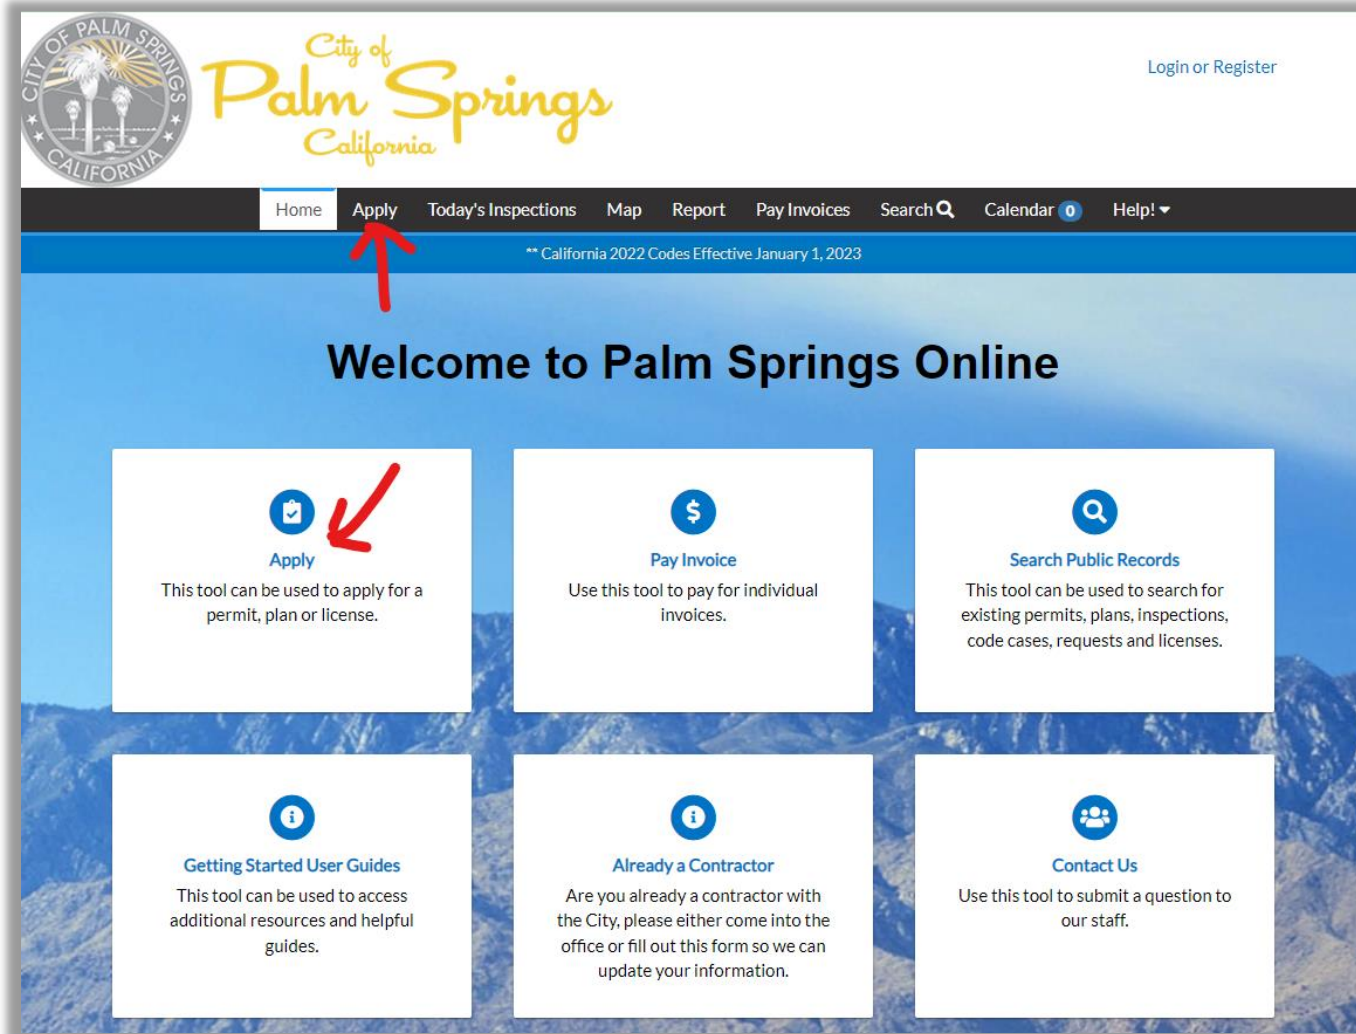 CITY OF PALM SPRINGS
CALIFORNIA
City of
Palm Springs
California
Login or Register
Home Apply Today's Inspections Map Report Pay Invoices Search Calendar 0 Help!
** California 2022 Codes Effective January 1, 2023
Welcome to Palm Springs Online
Apply
This tool can be used to apply for a
permit, plan or license.
Pay Invoice
Use this tool to pay for individual
invoices.
Search Public Records
This tool can be used to search for
existing permits, plans, inspections,
code cases, requests and licenses.
Getting Started User Guides
This tool can be used to access
additional resources and helpful
guides.
Already a Contractor
Are you already a contractor with
the City, please either come into the
office or fill out this form so we can
update your information.
Contact Us
Use this tool to submit a question to
our staff.